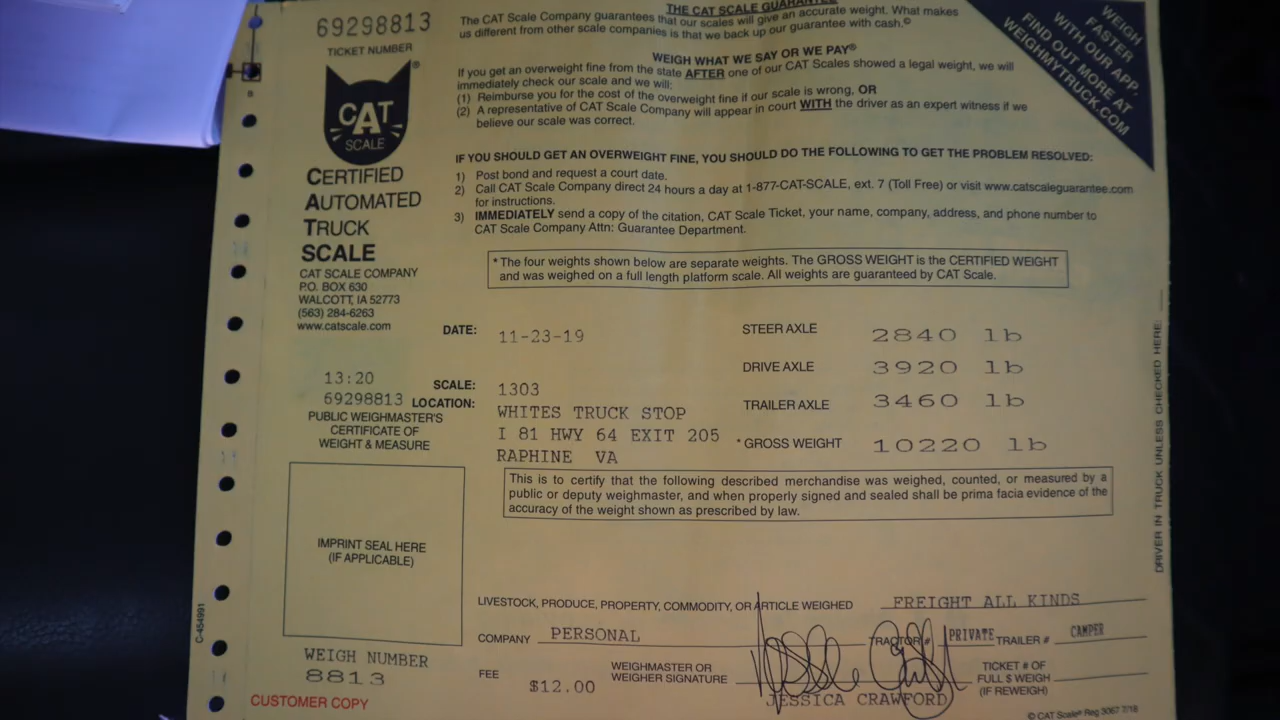 69298813
TICKET NUMBER
CAT
SCALE
®
CERTIFIED
AUTOMATED
TRUCK
SCALE
CAT SCALE COMPANY
P.O. BOX 630
WALCOTT, IA 52773
(563) 284-6263
www.catscale.com
THE CAT SCALE GUARANTEE
The CAT Scale Company guarantees that our scales will give an accurate weight. What makes
us different from other scale companies is that we back up our guarantee with cash.©
WEIGH WHAT WE SAY OR WE PAY®
If you get an overweight fine from the state AFTER one of our CAT Scales showed a legal weight, we will
immediately check our scale and we will:
(1) Reimburse you for the cost of the overweight fine if our scale is wrong, OR
(2) A representative of CAT Scale Company will appear in court WITH the driver as an expert witness if we
believe our scale was correct.
IF YOU SHOULD GET AN OVERWEIGHT FINE, YOU SHOULD DO THE FOLLOWING TO GET THE PROBLEM RESOLVED:
1) Post bond and request a court date.
2) Call CAT Scale Company direct 24 hours a day at 1-877-CAT-SCALE, ext. 7 (Toll Free) or visit www.catscaleguarantee.com
for instructions.
3) IMMEDIATELY send a copy of the citation, CAT Scale Ticket, your name, company, address, and phone number to
CAT Scale Company Attn: Guarantee Department.
* The four weights shown below are separate weights. The GROSS WEIGHT is the CERTIFIED WEIGHT
and was weighed on a full length platform scale. All weights are guaranteed by CAT Scale.
WEIGH
FASTER
WITH OUR APP.
FIND OUT MORE AT
WEIGHMYTRUCK.COM
DATE: 11-23-19
STEER AXLE 2840 lb
DRIVE AXLE 3920 lb
TRAILER AXLE 3460 lb
* GROSS WEIGHT 10220 lb
13:20
69298813
SCALE: 1303
LOCATION: WHITES TRUCK STOP
I 81 HWY 64 EXIT 205
RAPHINE VA
PUBLIC WEIGHMASTER'S
CERTIFICATE OF
WEIGHT & MEASURE
This is to certify that the following described merchandise was weighed, counted, or measured by a
public or deputy weighmaster, and when properly signed and sealed shall be prima facia evidence of the
accuracy of the weight shown as prescribed by law.
IMPRINT SEAL HERE
(IF APPLICABLE)
LIVESTOCK, PRODUCE, PROPERTY, COMMODITY, OR ARTICLE WEIGHED FREIGHT ALL KINDS
COMPANY PERSONAL TRACTOR # PRIVATE TRAILER # CAMPER
WEIGH NUMBER
8813
FEE $12.00
WEIGHMASTER OR
WEIGHER SIGNATURE
JESSICA CRAWFORD
TICKET # OF
FULL $ WEIGH
(IF REWEIGH)
CUSTOMER COPY
© CAT Scale® Reg 3067 7/18
C-454991
DRIVER IN TRUCK UNLESS CHECKED HERE: